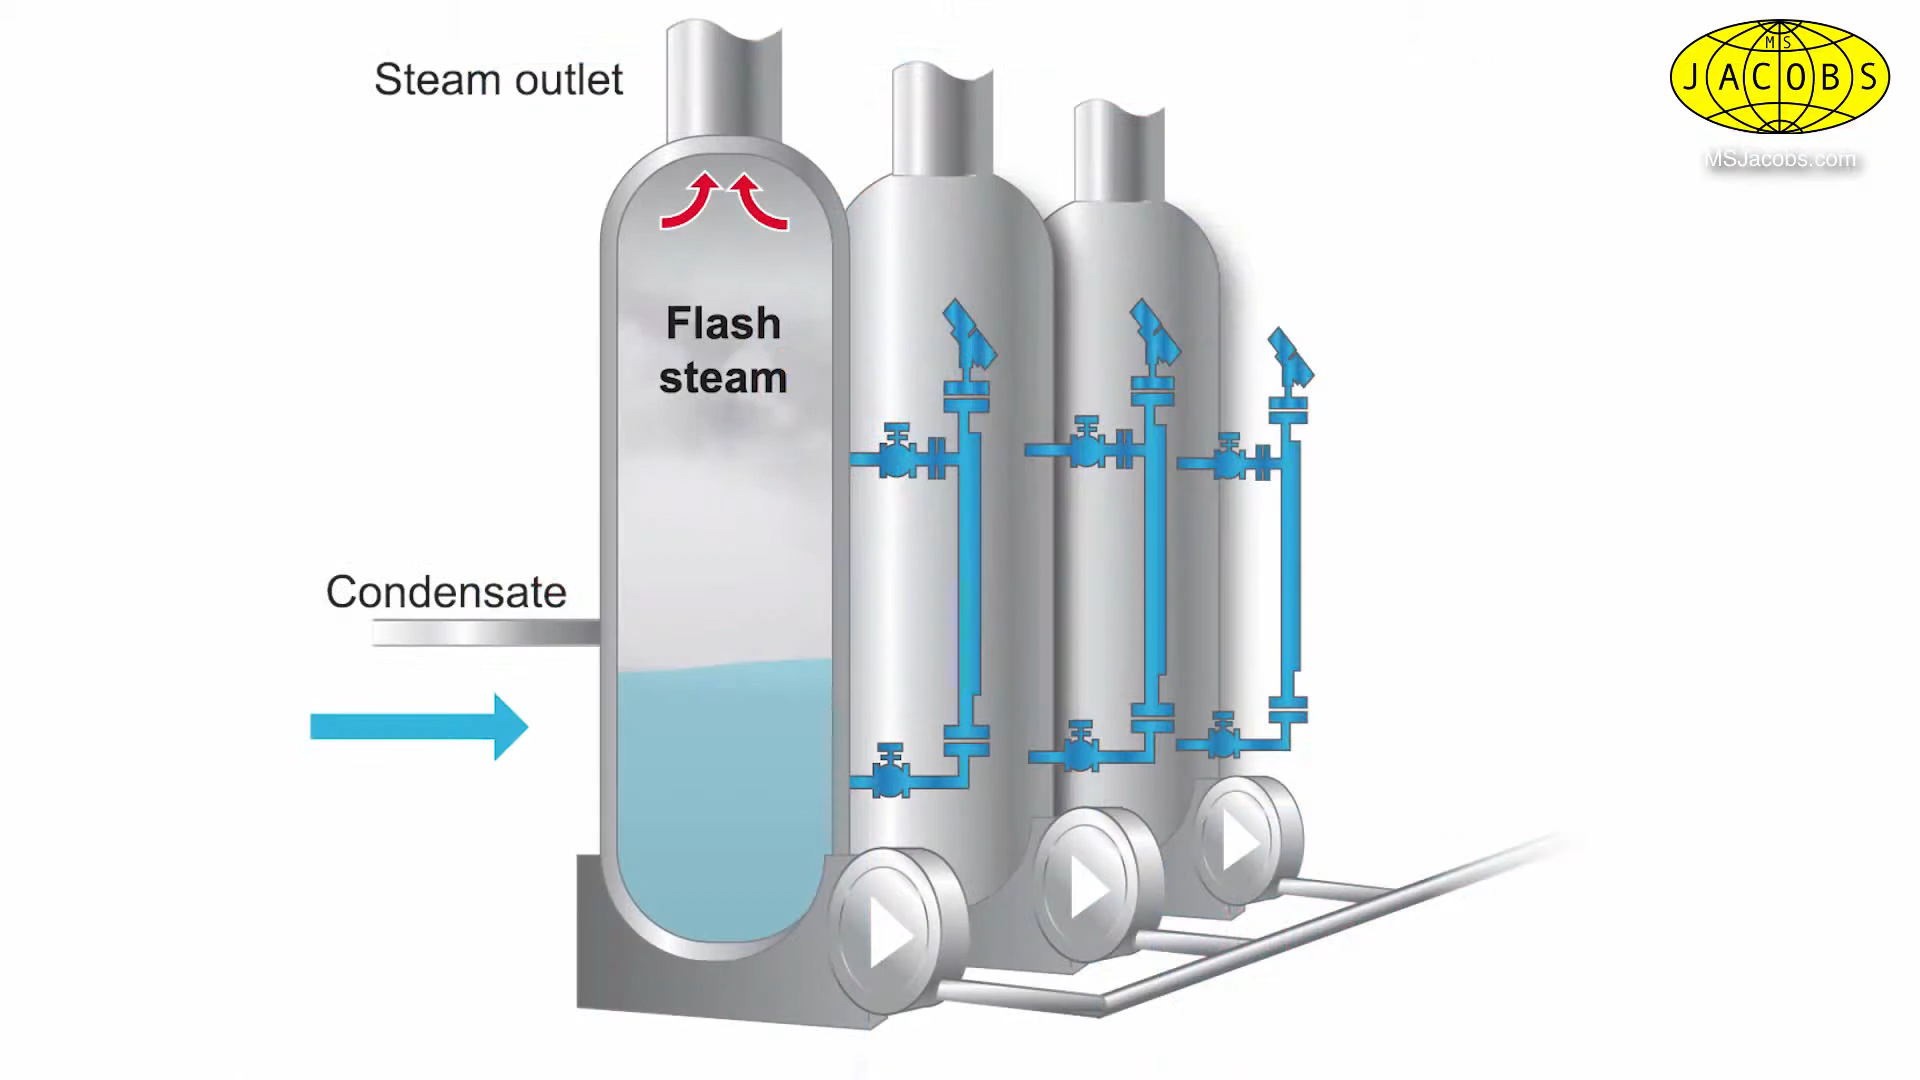 Steam outlet
MS
JACOBS
MSJacobs.com
Flash
steam
Condensate